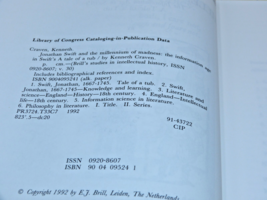 Library of Congress Cataloging-in-Publication Data
Craven, Kenneth.
Jonathan Swift and the millennium of madness: the information age
in Swift's A tale of a tub / by Kenneth Craven.
p. cm.—(Brill's studies in intellectual history, ISSN
0920-8607; v. 30)
Includes bibliographical references and index.
ISBN 9004095241 (alk. paper)
1. Swift, Jonathan, 1667-1745. Tale of a tub. 2. Swift,
Jonathan, 1667-1745—Knowledge and learning. 3. Literature and
science—England—History—18th century. 4. England—Intellectual
life—18th century. 5. Information science in literature.
6. Philosophy in literature. I. Title. II. Series.
PR3724.T33C7 1992
823'.5—dc20
91-43722
CIP
ISSN 0920-8607
ISBN 90 04 09524 1
© Copyright 1992 by E.J. Brill, Leiden, The Netherlands